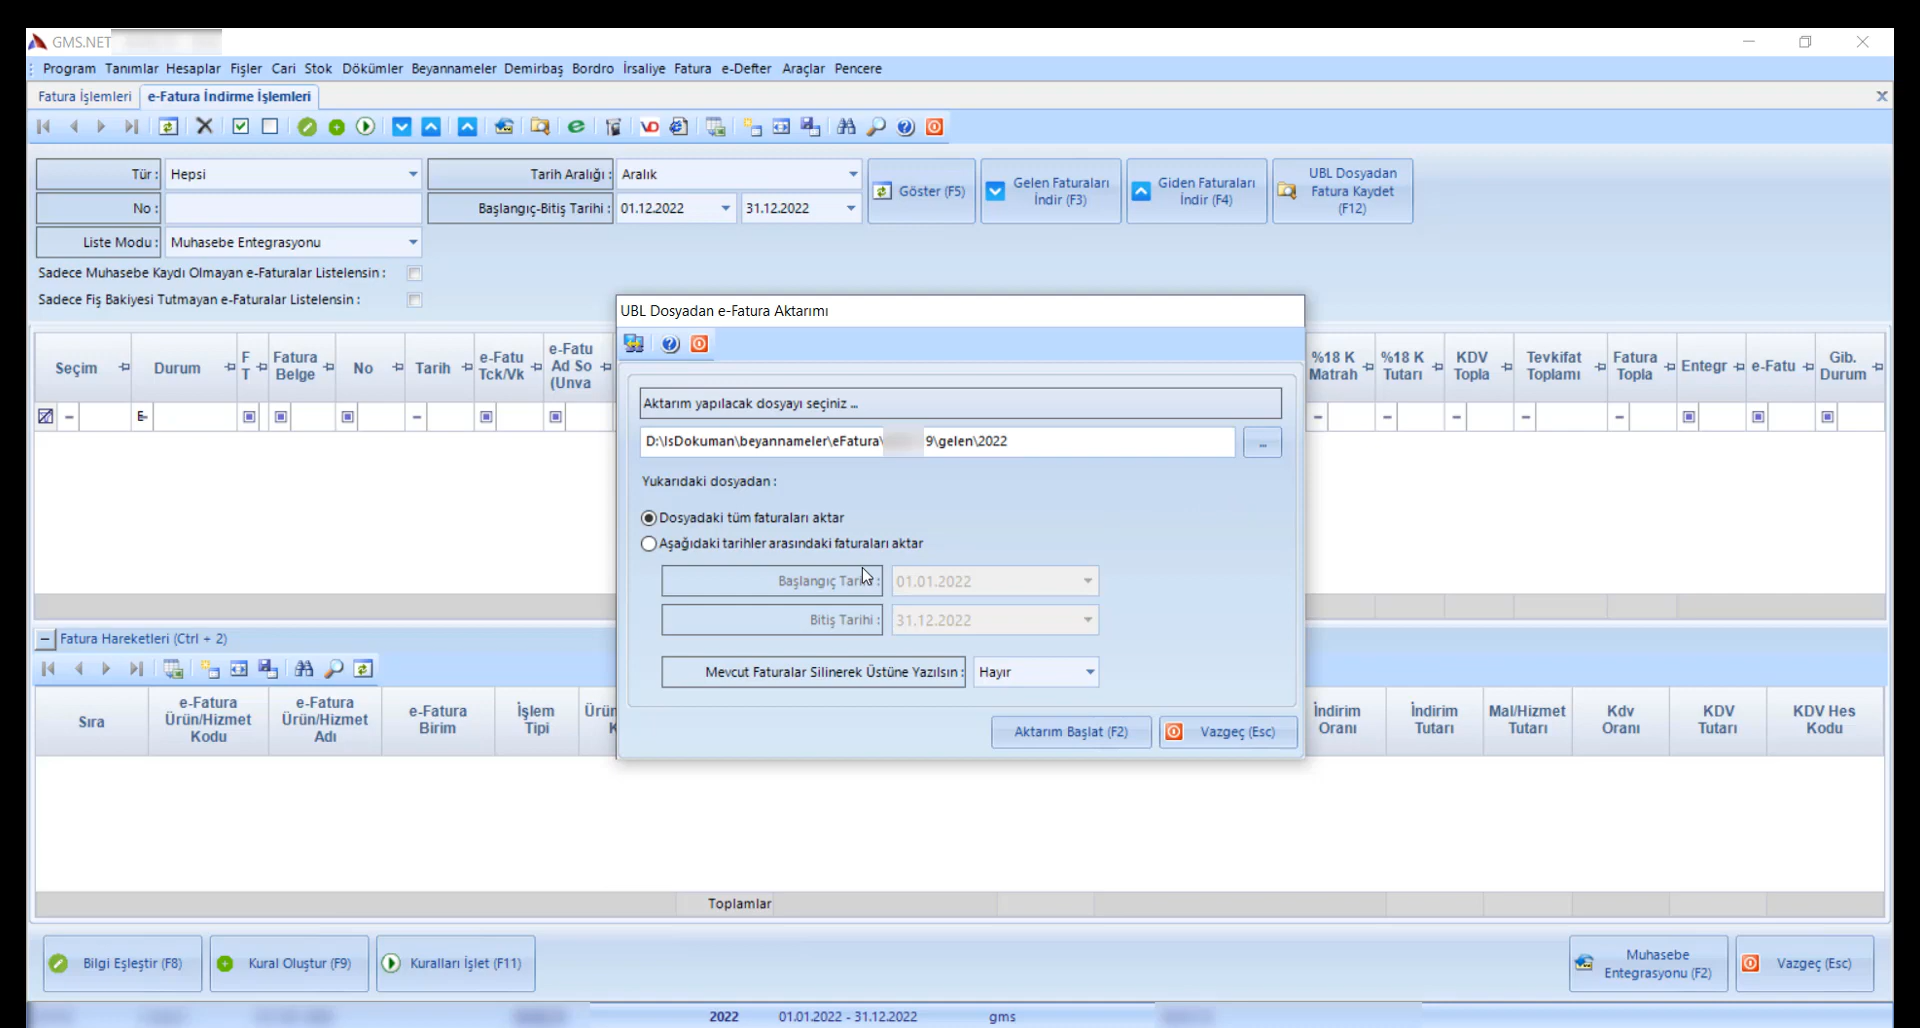 GMS.NET
Program Tanımlar Hesaplar Fişler Cari Stok Dökümler Beyannameler Demirbaş Bordro İrsaliye Fatura e-Defter Araçlar Pencere
Fatura İşlemleri e-Fatura İndirme İşlemleri
Tür : Hepsi
Tarih Aralığı : Aralık
No :
Başlangıç-Bitiş Tarihi : 01.12.2022 31.12.2022
Liste Modu : Muhasebe Entegrasyonu
Göster (F5)
Gelen Faturaları
İndir (F3)
Giden Faturaları
İndir (F4)
UBL Dosyadan
Fatura Kaydet
(F12)
Sadece Muhasebe Kaydı Olmayan e-Faturalar Listelensin :
Sadece Fiş Bakiyesi Tutmayan e-Faturalar Listelensin :
Seçim
Durum
F
T
Fatura
Belge
No
Tarih
e-Fatu
Tck/Vk
e-Fatu
Ad So
(Unva
%18 K
Matrah
%18 K
Tutarı
KDV
Topla
Tevkifat
Toplamı
Fatura
Topla
Entegr
e-Fatu
Gib.
Durum
UBL Dosyadan e-Fatura Aktarımı
Aktarım yapılacak dosyayı seçiniz ...
D:\IsDokuman\beyannameler\eFatura\ 9\gelen\2022
...
Yukarıdaki dosyadan :
Dosyadaki tüm faturaları aktar
Aşağıdaki tarihler arasındaki faturaları aktar
Başlangıç Tarihi : 01.01.2022
Bitiş Tarihi : 31.12.2022
Mevcut Faturalar Silinerek Üstüne Yazılsın : Hayır
Aktarım Başlat (F2)
Vazgeç (Esc)
Fatura Hareketleri (Ctrl + 2)
Sıra
e-Fatura
Ürün/Hizmet
Kodu
e-Fatura
Ürün/Hizmet
Adı
e-Fatura
Birim
İşlem
Tipi
Ürün
K
İndirim
Oranı
İndirim
Tutarı
Mal/Hizmet
Tutarı
Kdv
Oranı
KDV
Tutarı
KDV Hes
Kodu
Toplamlar
Bilgi Eşleştir (F8)
Kural Oluştur (F9)
Kuralları İşlet (F11)
Muhasebe
Entegrasyonu (F2)
Vazgeç (Esc)
2022 01.01.2022 - 31.12.2022 gms